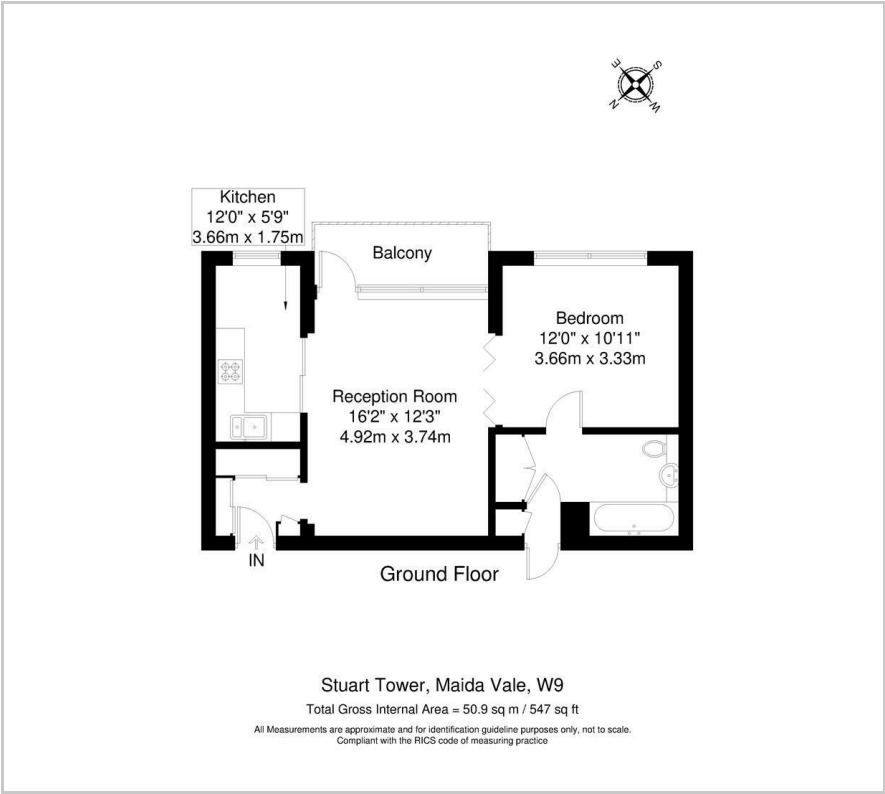 E S
N W
Kitchen
12'0" x 5'9"
3.66m x 1.75m
Balcony
Bedroom
12'0" x 10'11"
3.66m x 3.33m
Reception Room
16'2" x 12'3"
4.92m x 3.74m
IN
Ground Floor
Stuart Tower, Maida Vale, W9
Total Gross Internal Area = 50.9 sq m / 547 sq ft
All Measurements are approximate and for identification guideline purposes only, not to scale.
Compliant with the RICS code of measuring practice